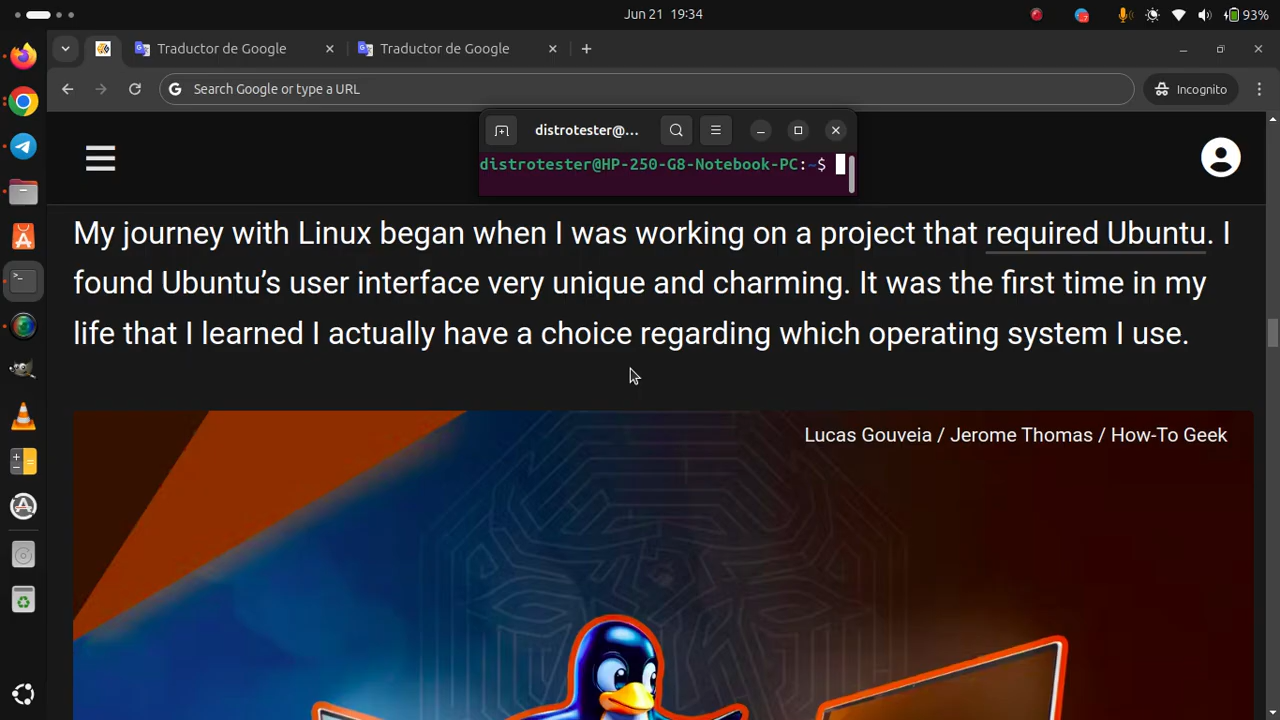 Jun 21 19:34
93%
Traductor de Google
Traductor de Google
Search Google or type a URL
Incognito
distrotester@...
distrotester@HP-250-G8-Notebook-PC:~$
My journey with Linux began when I was working on a project that required Ubuntu. I
found Ubuntu’s user interface very unique and charming. It was the first time in my
life that I learned I actually have a choice regarding which operating system I use.
Lucas Gouveia / Jerome Thomas / How-To Geek